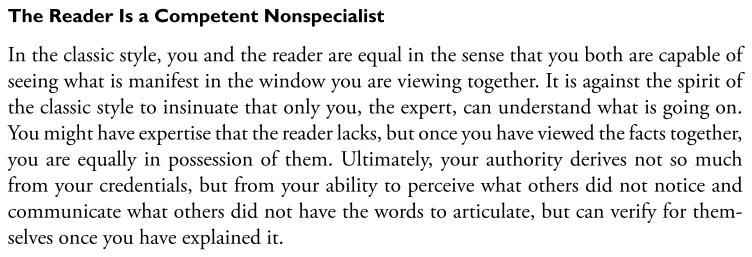 The Reader Is a Competent Nonspecialist
In the classic style, you and the reader are equal in the sense that you both are capable of
seeing what is manifest in the window you are viewing together. It is against the spirit of
the classic style to insinuate that only you, the expert, can understand what is going on.
You might have expertise that the reader lacks, but once you have viewed the facts together,
you are equally in possession of them. Ultimately, your authority derives not so much
from your credentials, but from your ability to perceive what others did not notice and
communicate what others did not have the words to articulate, but can verify for them-
selves once you have explained it.